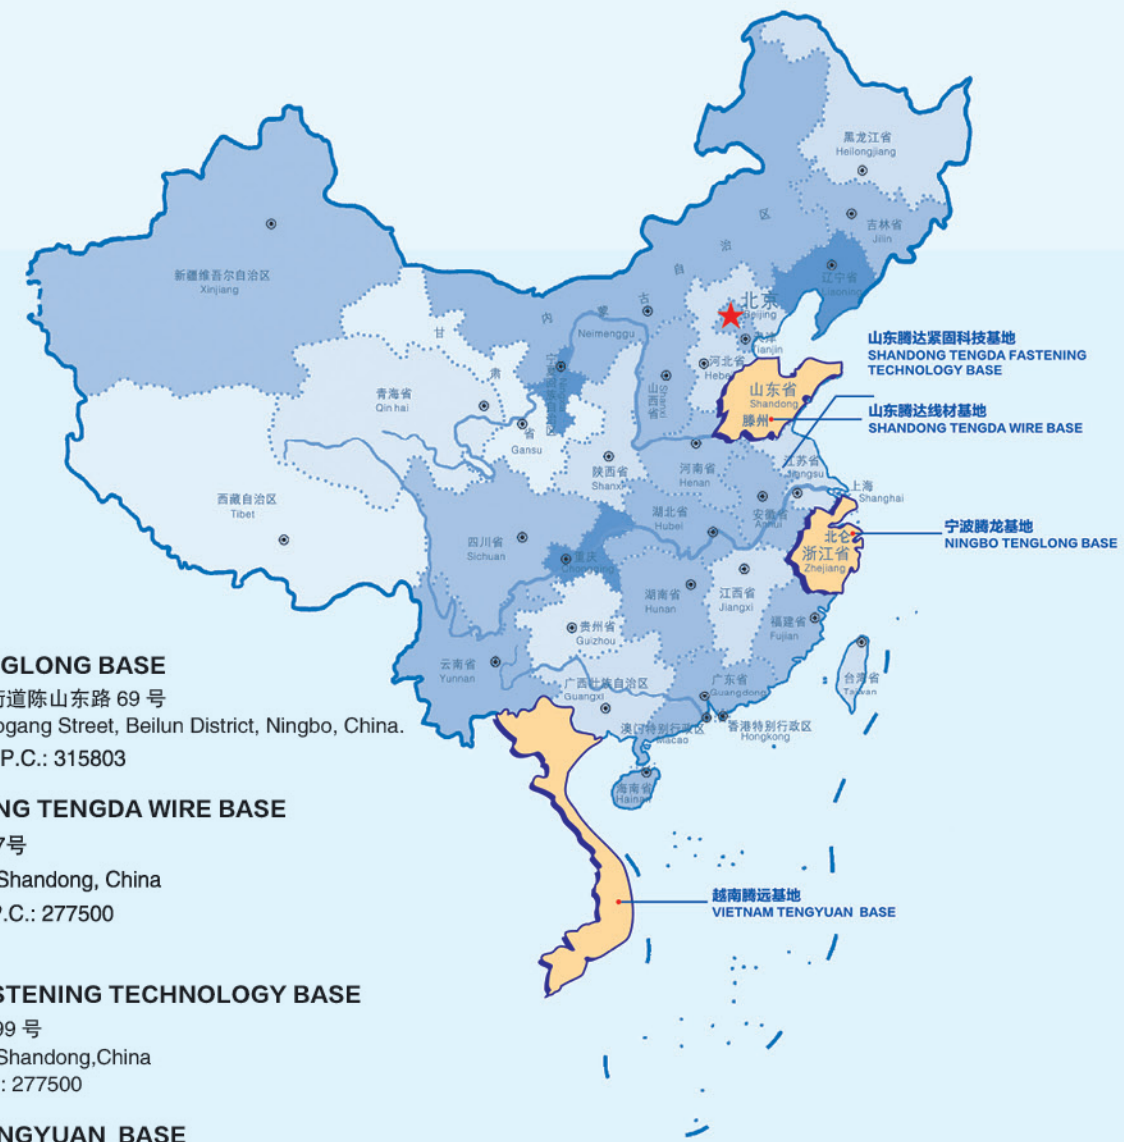 黑龙江省
Heilongjiang
吉林省
Jilin
辽宁省
Liaoning
新疆维吾尔自治区
Xinjiang
内 蒙 古 自 治 区
Neimenggu
北京
Beijing
天津
Tianjin
河北省
Hebei
山西省
Shanxi
甘 肃 省
Gansu
青海省
Qinhai
山东省
Shandong
滕州
山东腾达紧固科技基地
SHANDONG TENGDA FASTENING
TECHNOLOGY BASE
山东腾达线材基地
SHANDONG TENGDA WIRE BASE
陕西省
Shanxi
河南省
Henan
江苏省
Jiangsu
上海
Shanghai
安徽省
Anhui
湖北省
Hubei
西藏自治区
Tibet
四川省
Sichuan
重庆
Chongqing
北仑
浙江省
Zhejiang
宁波腾龙基地
NINGBO TENGLONG BASE
湖南省
Hunan
江西省
Jiangxi
福建省
Fujian
贵州省
Guizhou
云南省
Yunnan
广西壮族自治区
Guangxi
广东省
Guangdong
台湾省
Taiwan
澳门特别行政区
Macao
香港特别行政区
Hongkong
海南省
Hainan
越南腾远基地
VIETNAM TENGYUAN BASE
GLONG BASE
街道陈山东路 69 号
ogang Street, Beilun District, Ningbo, China.
P.C.: 315803
NG TENGDA WIRE BASE
7号
Shandong, China
P.C.: 277500
STENING TECHNOLOGY BASE
99 号
Shandong,China
: 277500
NGYUAN BASE